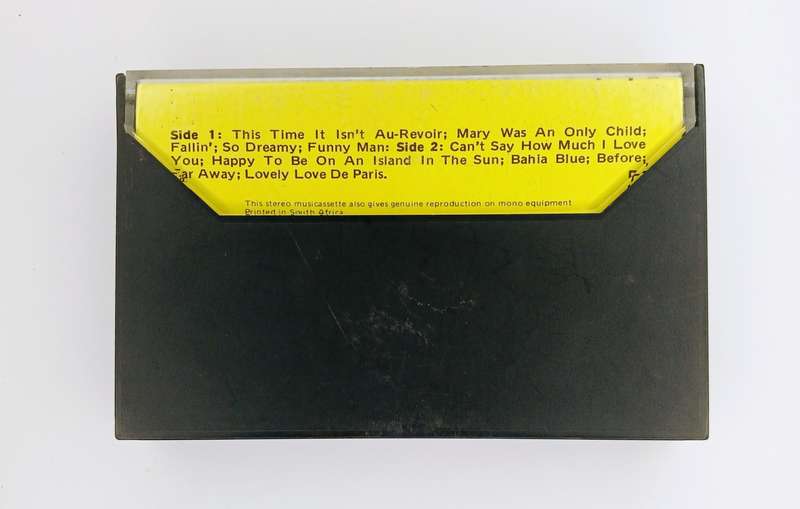 Side 1: This Time It Isn't Au-Revoir; Mary Was An Only Child;
Fallin'; So Dreamy; Funny Man: Side 2: Can't Say How Much I Love
You; Happy To Be On An Island In The Sun; Bahia Blue; Before;
Far Away; Lovely Love De Paris.
This stereo musicassette also gives genuine reproduction on mono equipment
Printed in South Africa